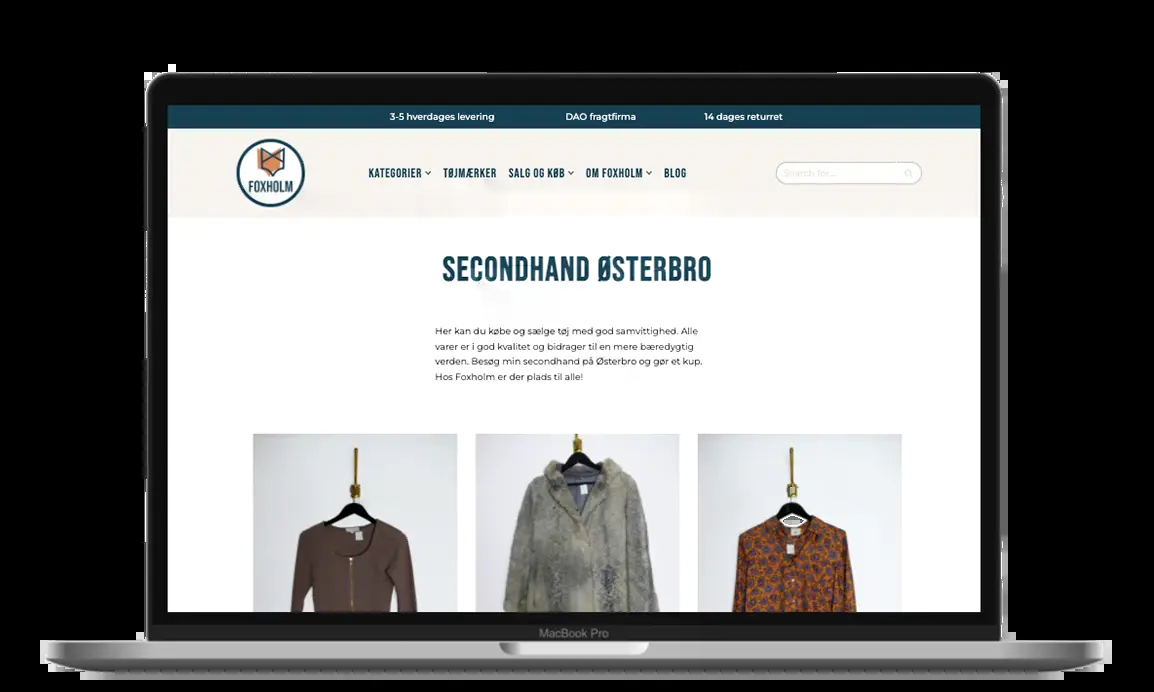 3-5 hverdages levering
DAO fragtfirma
14 dages returret
FOXHOLM
KATEGORIER
TØJMÆRKER
SALG OG KØB
OM FOXHOLM
BLOG
Search for...
SECONDHAND ØSTERBRO
Her kan du købe og sælge tøj med god samvittighed. Alle
varer er i god kvalitet og bidrager til en mere bæredygtig
verden. Besøg min secondhand på Østerbro og gør et kup.
Hos Foxholm er der plads til alle!
MacBook Pro